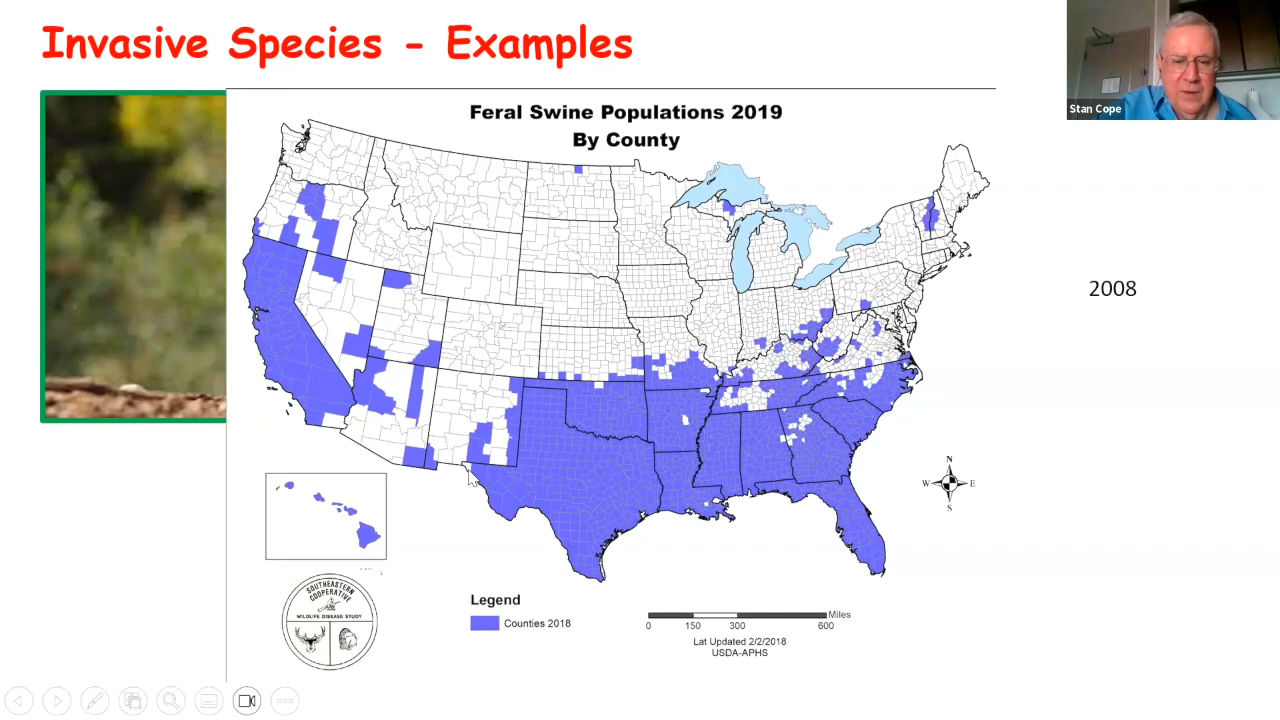 Invasive Species - Examples
Stan Cope
Feral Swine Populations 2019
By County
2008
N
W E
S
SOUTHEASTERN
COOPERATIVE
WILDLIFE DISEASE STUDY
Legend
Counties 2018
Miles
0 150 300 600
Lat Updated 2/2/2018
USDA-APHS